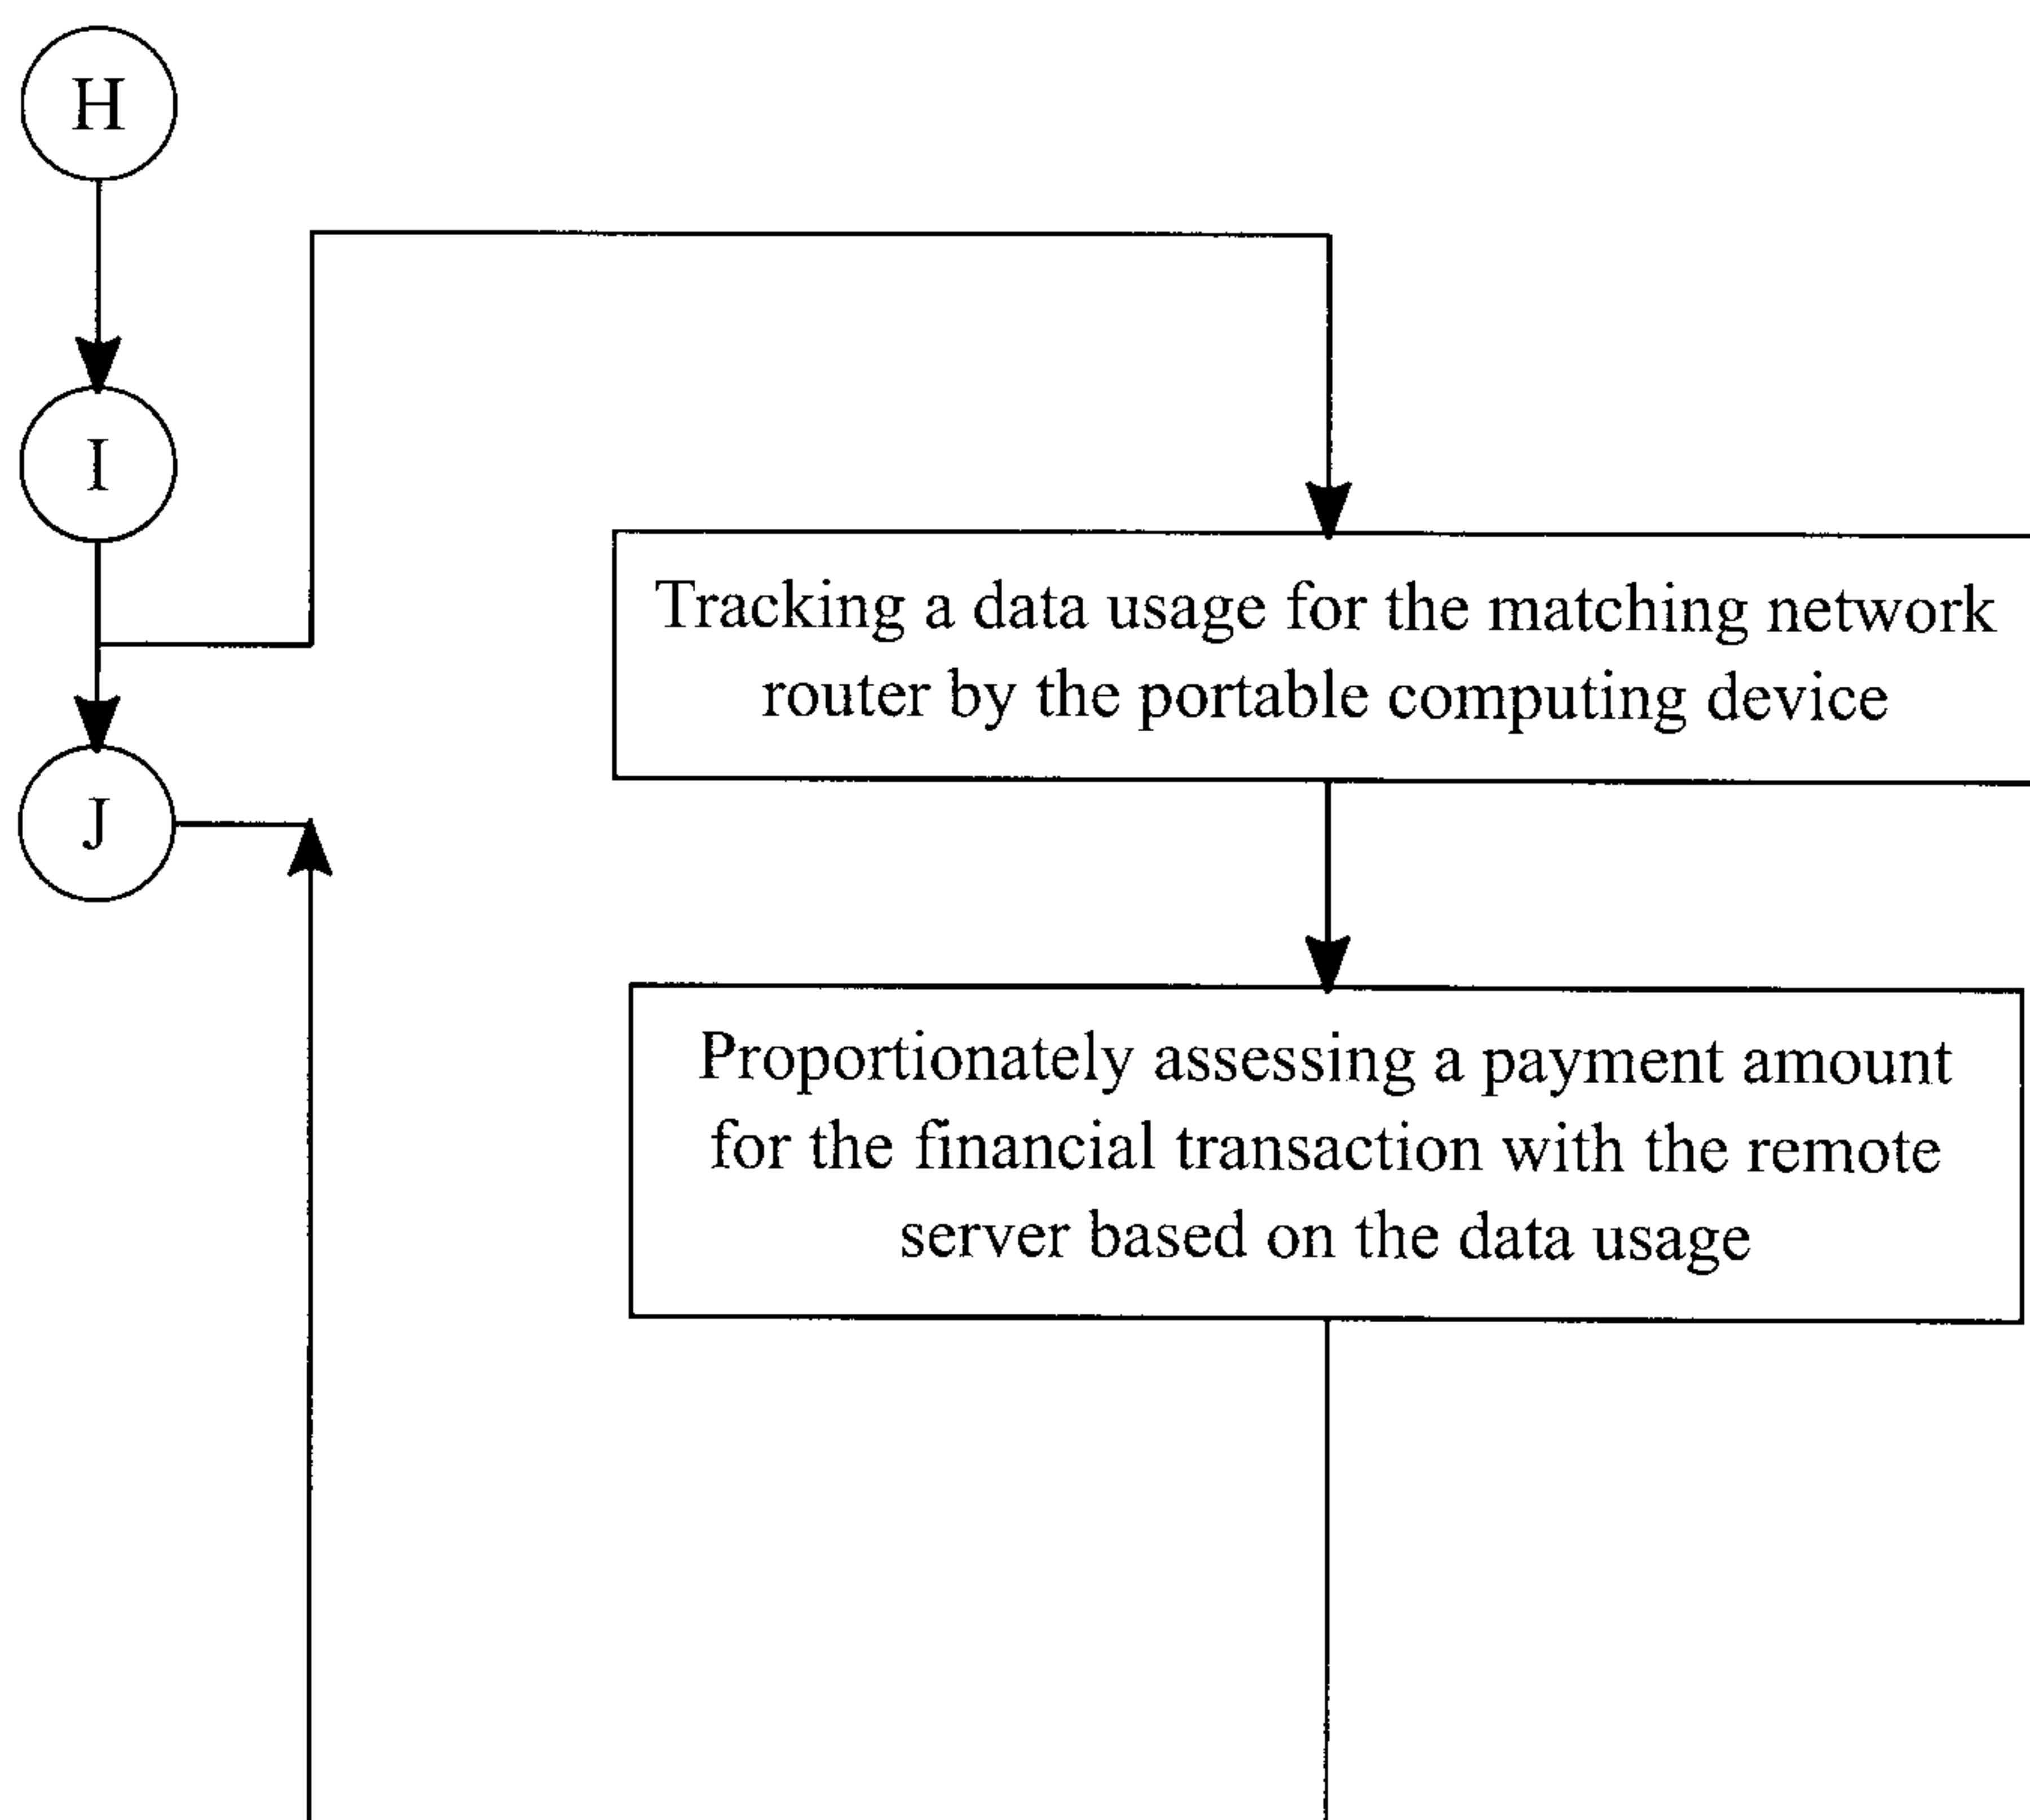 H
I
Tracking a data usage for the matching network
router by the portable computing device
J
Proportionately assessing a payment amount
for the financial transaction with the remote
server based on the data usage